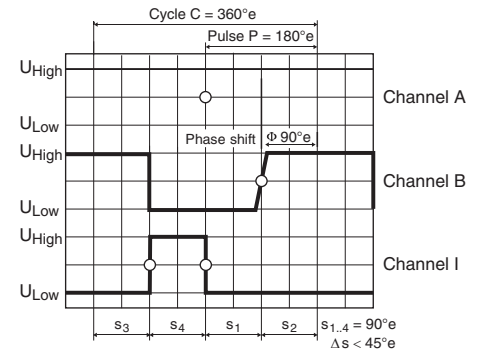 Cycle C = 360°e
Pulse P = 180°e
UHigh
Channel A
ULow
Phase shift Φ 90°e
UHigh
Channel B
ULow
UHigh
Channel I
ULow
s3 s4 s1 s2 s1..4 = 90°e
Δs < 45°e